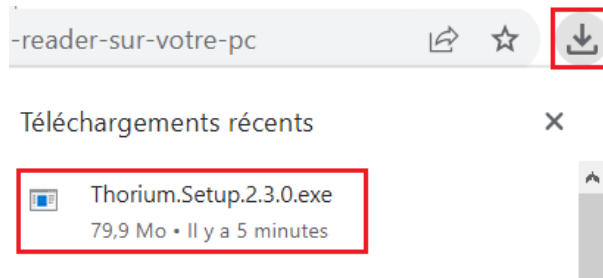 -reader-sur-votre-pc
Téléchargements récents
Thorium.Setup.2.3.0.exe
79,9 Mo • Il y a 5 minutes